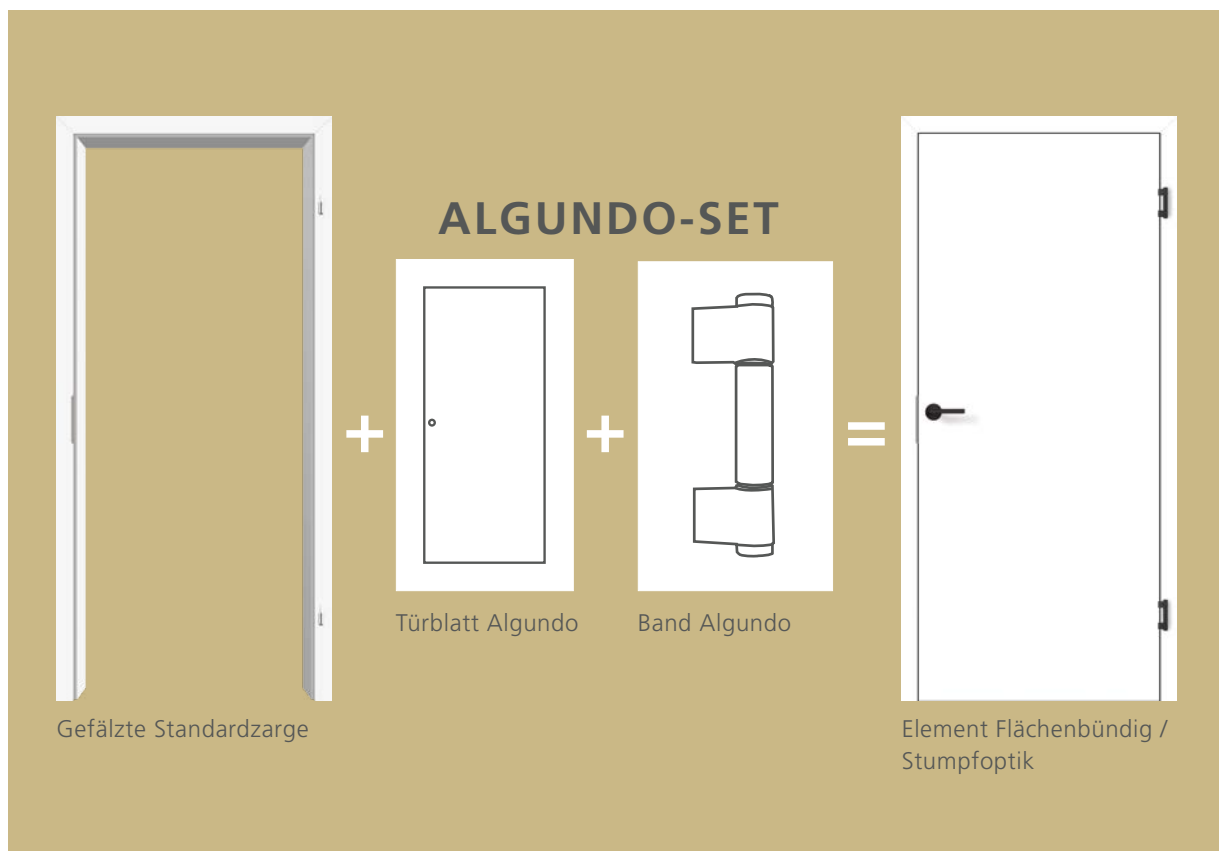 ALGUNDO-SET
+
+
=
Türblatt Algundo
Band Algundo
Gefälzte Standardzarge
Element Flächenbündig /
Stumpfoptik